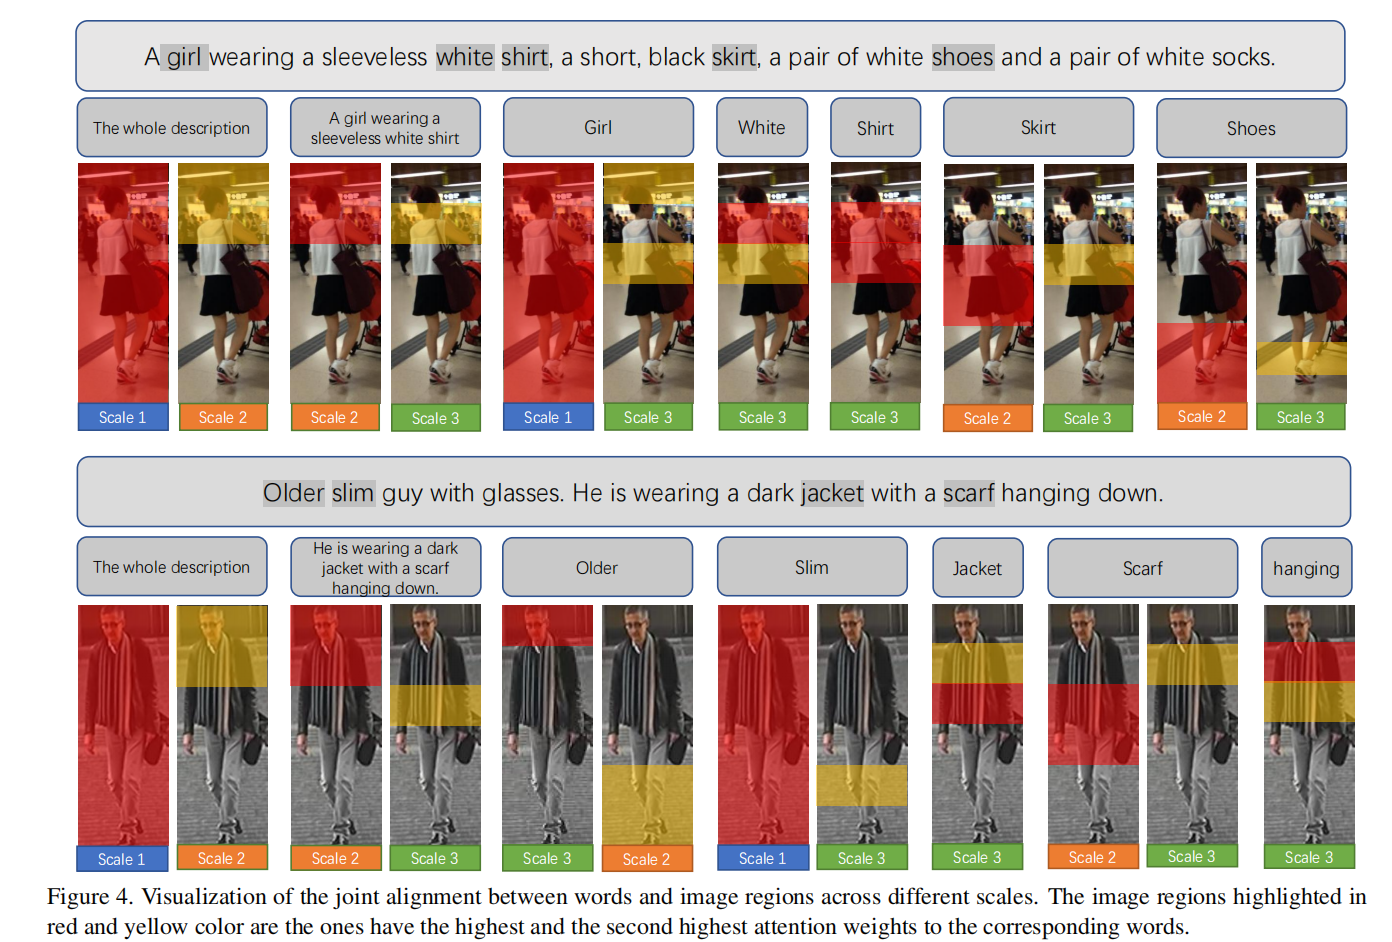 A girl wearing a sleeveless white shirt, a short, black skirt, a pair of white shoes and a pair of white socks.
The whole description
A girl wearing a
sleeveless white shirt
Girl
White
Shirt
Skirt
Shoes
Scale 1
Scale 2
Scale 2
Scale 3
Scale 1
Scale 3
Scale 3
Scale 3
Scale 2
Scale 3
Scale 2
Scale 3
Older slim guy with glasses. He is wearing a dark jacket with a scarf hanging down.
The whole description
He is wearing a dark
jacket with a scarf
hanging down.
Older
Slim
Jacket
Scarf
hanging
Scale 1
Scale 2
Scale 2
Scale 3
Scale 3
Scale 2
Scale 1
Scale 3
Scale 3
Scale 2
Scale 3
Scale 3
Figure 4. Visualization of the joint alignment between words and image regions across different scales. The image regions highlighted in
red and yellow color are the ones have the highest and the second highest attention weights to the corresponding words.